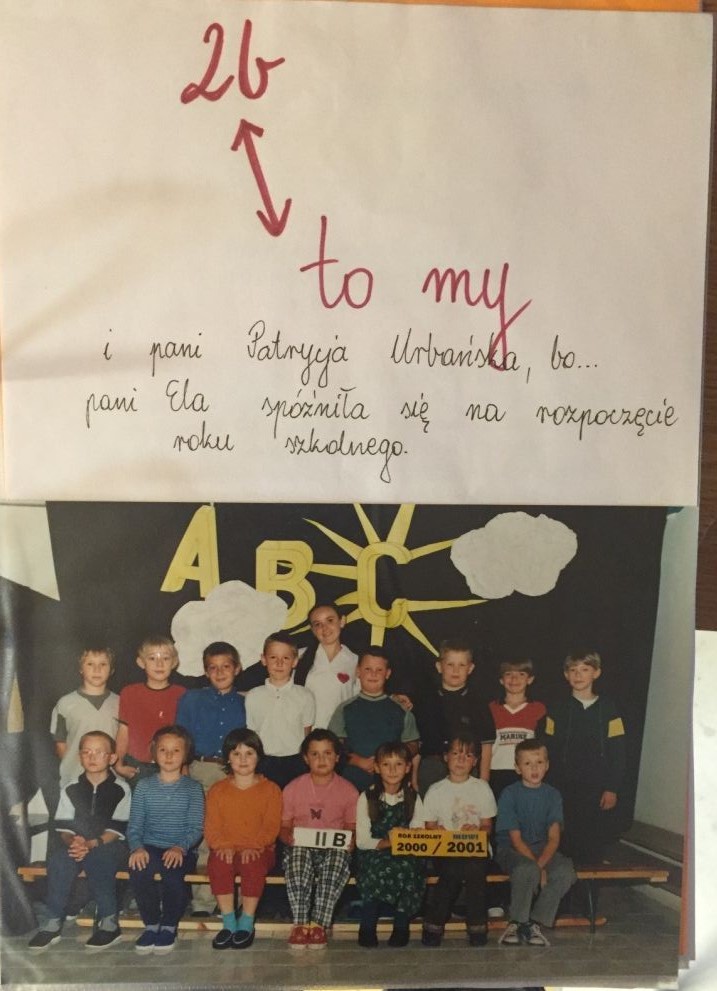 2b
to my
i pani Patrycja Urbańska, bo...
pani Ela spóźniła się na rozpoczęcie
roku szkolnego.
A B C
MARINE
II B
ROK SZKOLNY
2000 / 2001